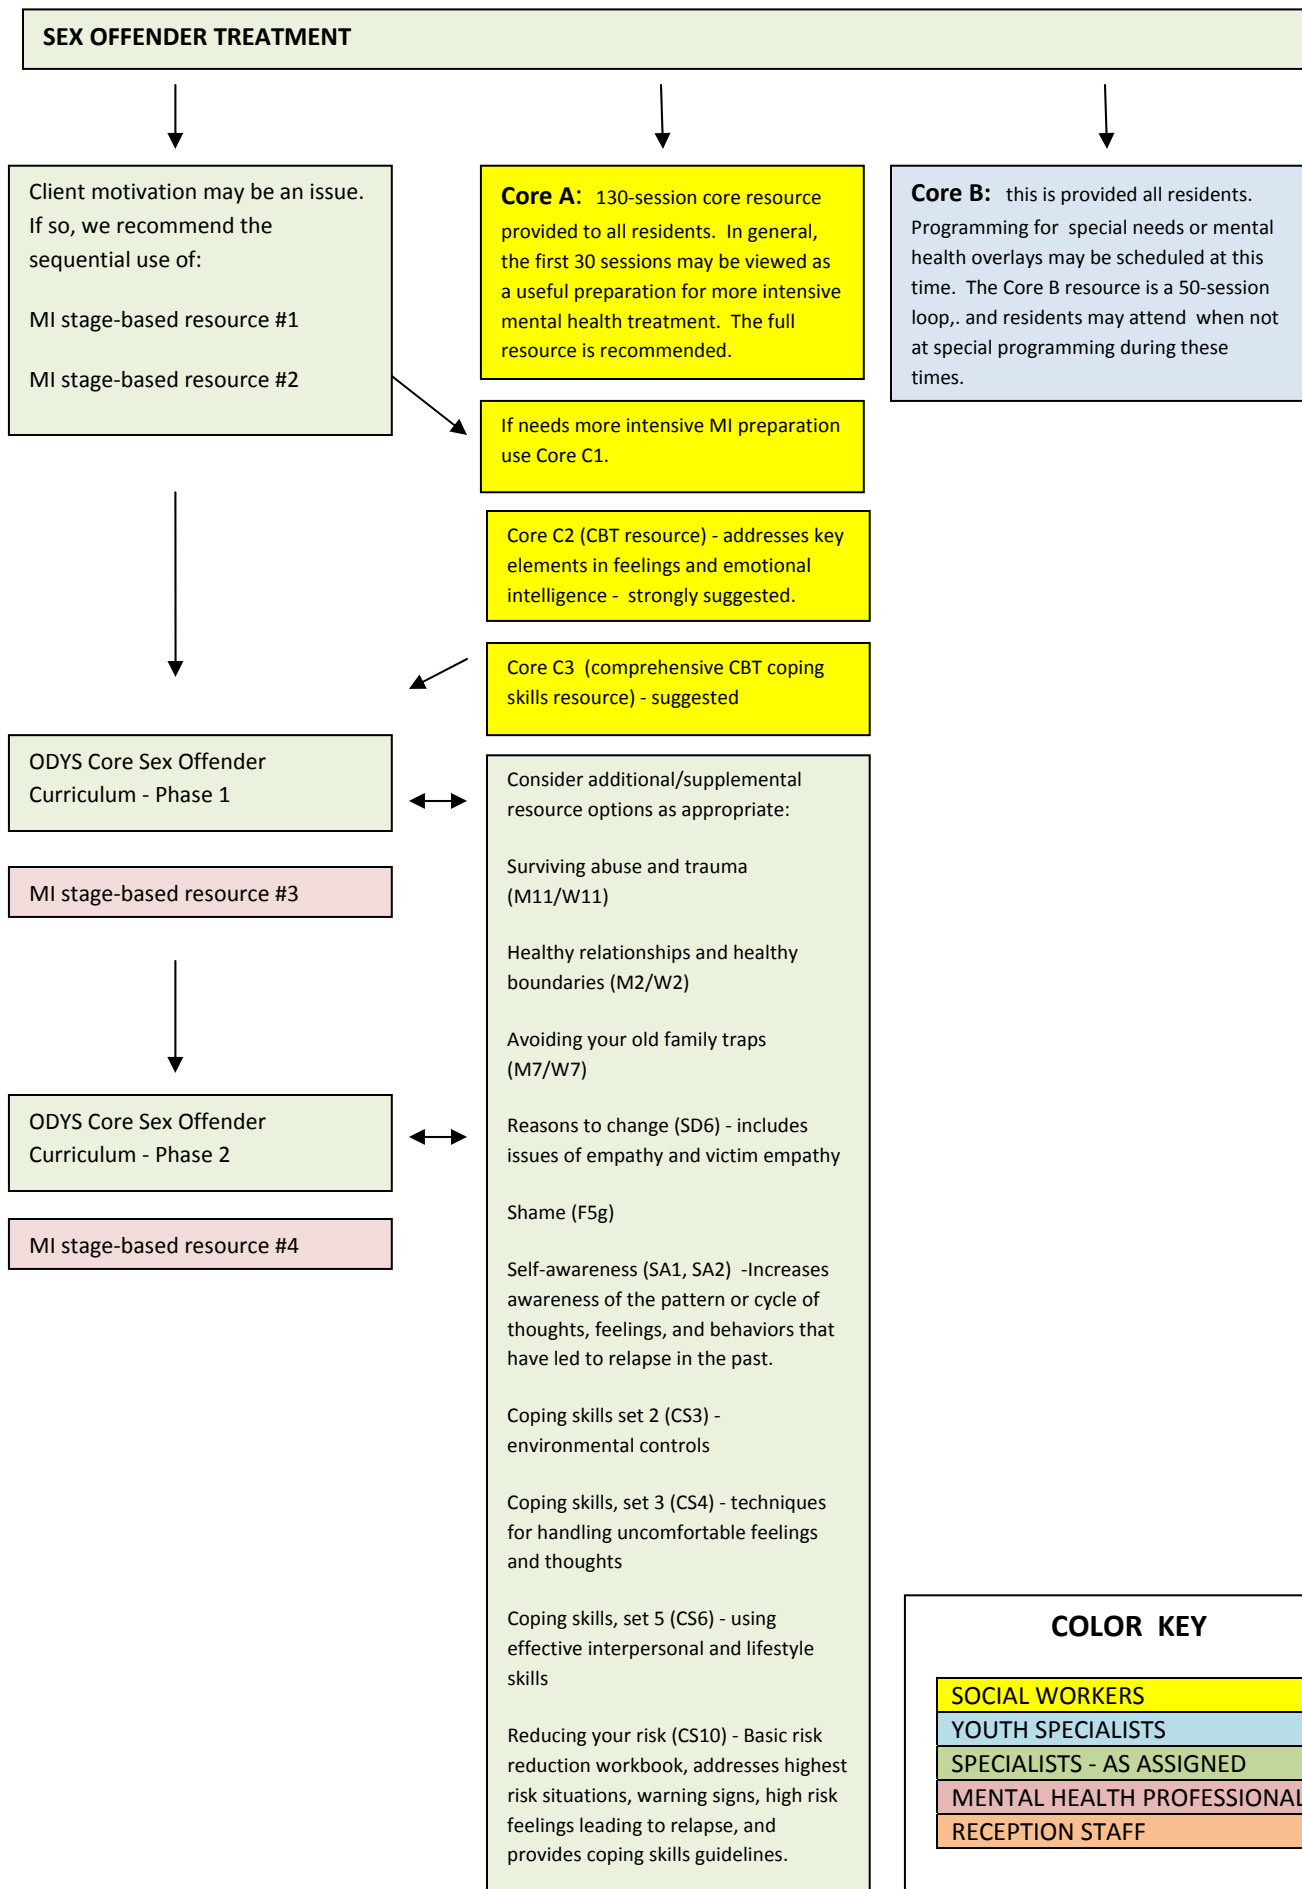 SEX OFFENDER TREATMENT
Client motivation may be an issue.
If so, we recommend the
sequential use of:
MI stage-based resource #1
MI stage-based resource #2
Core A: 130-session core resource
provided to all residents. In general,
the first 30 sessions may be viewed as
a useful preparation for more intensive
mental health treatment. The full
resource is recommended.
Core B: this is provided all residents.
Programming for special needs or mental
health overlays may be scheduled at this
time. The Core B resource is a 50-session
loop,. and residents may attend when not
at special programming during these
times.
If needs more intensive MI preparation
use Core C1.
Core C2 (CBT resource) - addresses key
elements in feelings and emotional
intelligence - strongly suggested.
Core C3 (comprehensive CBT coping
skills resource) - suggested
ODYS Core Sex Offender
Curriculum - Phase 1
MI stage-based resource #3
ODYS Core Sex Offender
Curriculum - Phase 2
MI stage-based resource #4
Consider additional/supplemental
resource options as appropriate:
Surviving abuse and trauma
(M11/W11)
Healthy relationships and healthy
boundaries (M2/W2)
Avoiding your old family traps
(M7/W7)
Reasons to change (SD6) - includes
issues of empathy and victim empathy
Shame (F5g)
Self-awareness (SA1, SA2) -Increases
awareness of the pattern or cycle of
thoughts, feelings, and behaviors that
have led to relapse in the past.
Coping skills set 2 (CS3) -
environmental controls
Coping skills, set 3 (CS4) - techniques
for handling uncomfortable feelings
and thoughts
Coping skills, set 5 (CS6) - using
effective interpersonal and lifestyle
skills
Reducing your risk (CS10) - Basic risk
reduction workbook, addresses highest
risk situations, warning signs, high risk
feelings leading to relapse, and
provides coping skills guidelines.
COLOR KEY
SOCIAL WORKERS
YOUTH SPECIALISTS
SPECIALISTS - AS ASSIGNED
MENTAL HEALTH PROFESSIONAL
RECEPTION STAFF